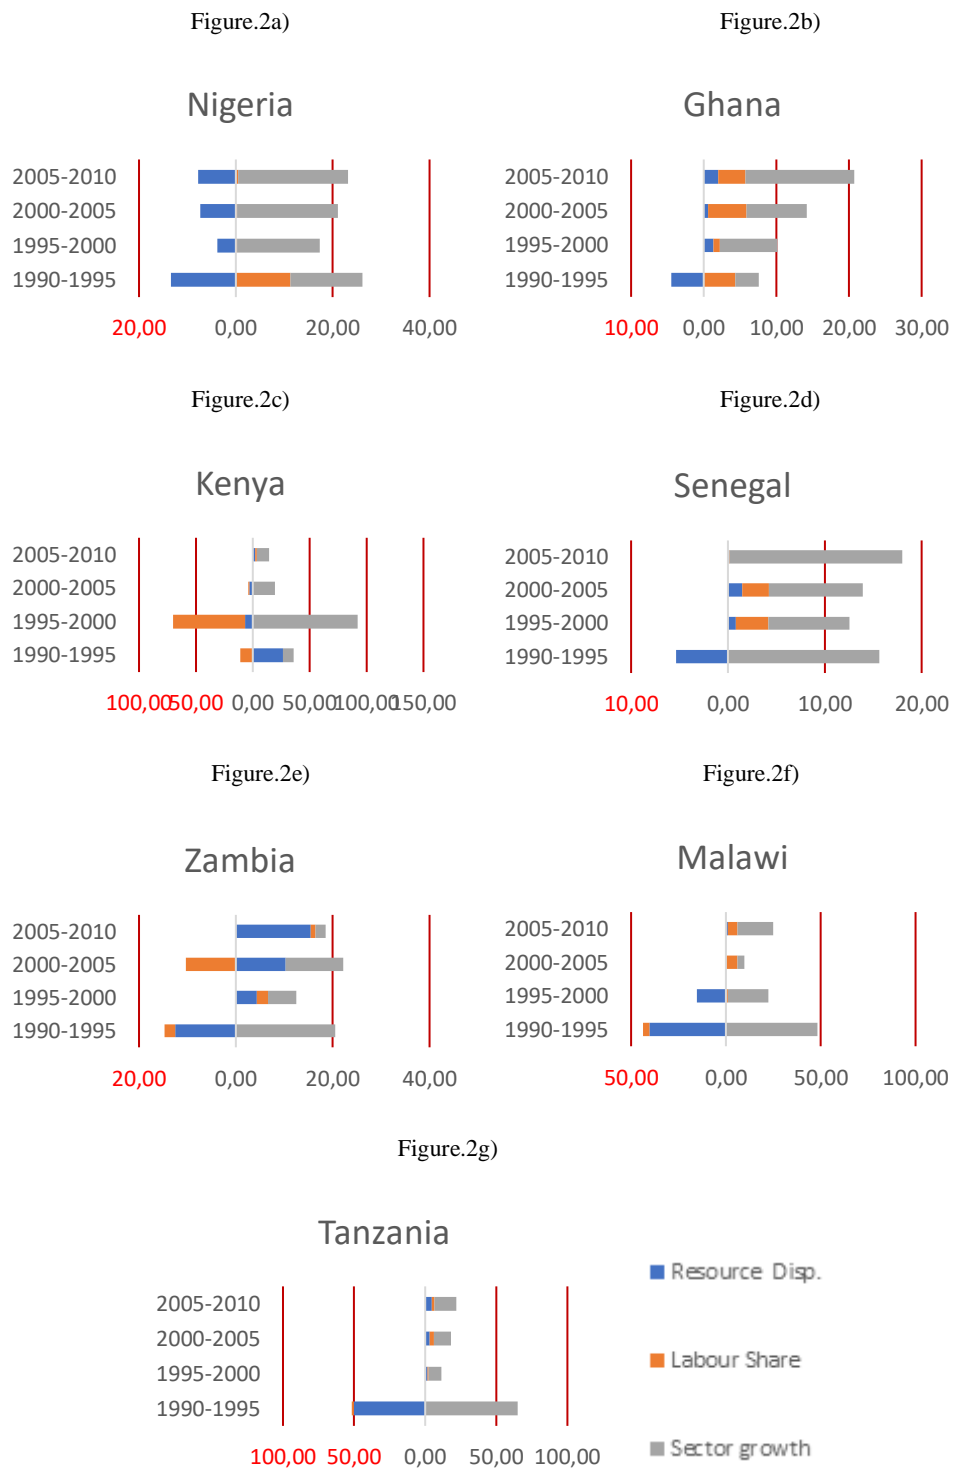 Figure.2a)
Figure.2b)
Nigeria
2005-2010
2000-2005
1995-2000
1990-1995
20,00 0,00 20,00 40,00
Ghana
2005-2010
2000-2005
1995-2000
1990-1995
10,00 0,00 10,00 20,00 30,00
Figure.2c)
Figure.2d)
Kenya
2005-2010
2000-2005
1995-2000
1990-1995
100,00 50,00 0,00 50,00 100,00 150,00
Senegal
2005-2010
2000-2005
1995-2000
1990-1995
10,00 0,00 10,00 20,00
Figure.2e)
Figure.2f)
Zambia
2005-2010
2000-2005
1995-2000
1990-1995
20,00 0,00 20,00 40,00
Malawi
2005-2010
2000-2005
1995-2000
1990-1995
50,00 0,00 50,00 100,00
Figure.2g)
Tanzania
2005-2010
2000-2005
1995-2000
1990-1995
100,00 50,00 0,00 50,00 100,00
Resource Disp.
Labour Share
Sector growth